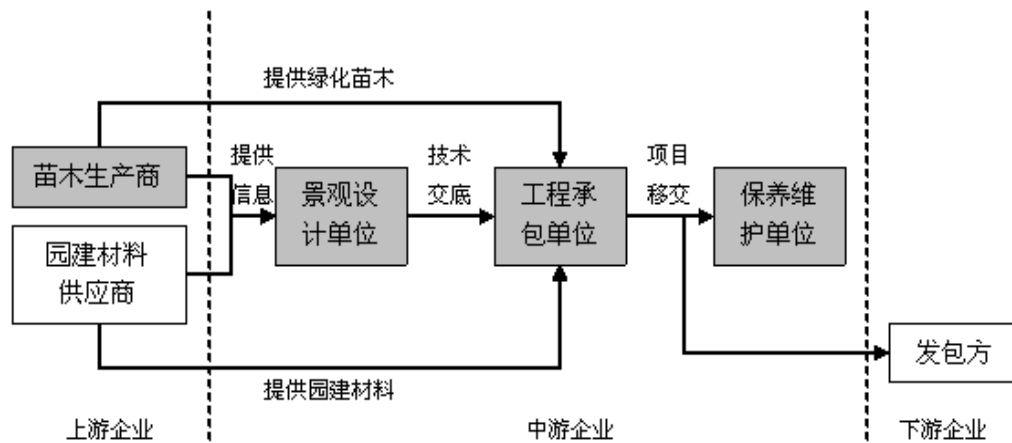 提供绿化苗木
苗木生产商
提供
信息
景观设
计单位
技术
交底
工程承
包单位
项目
移交
保养维
护单位
园建材料
供应商
发包方
提供园建材料
上游企业
中游企业
下游企业